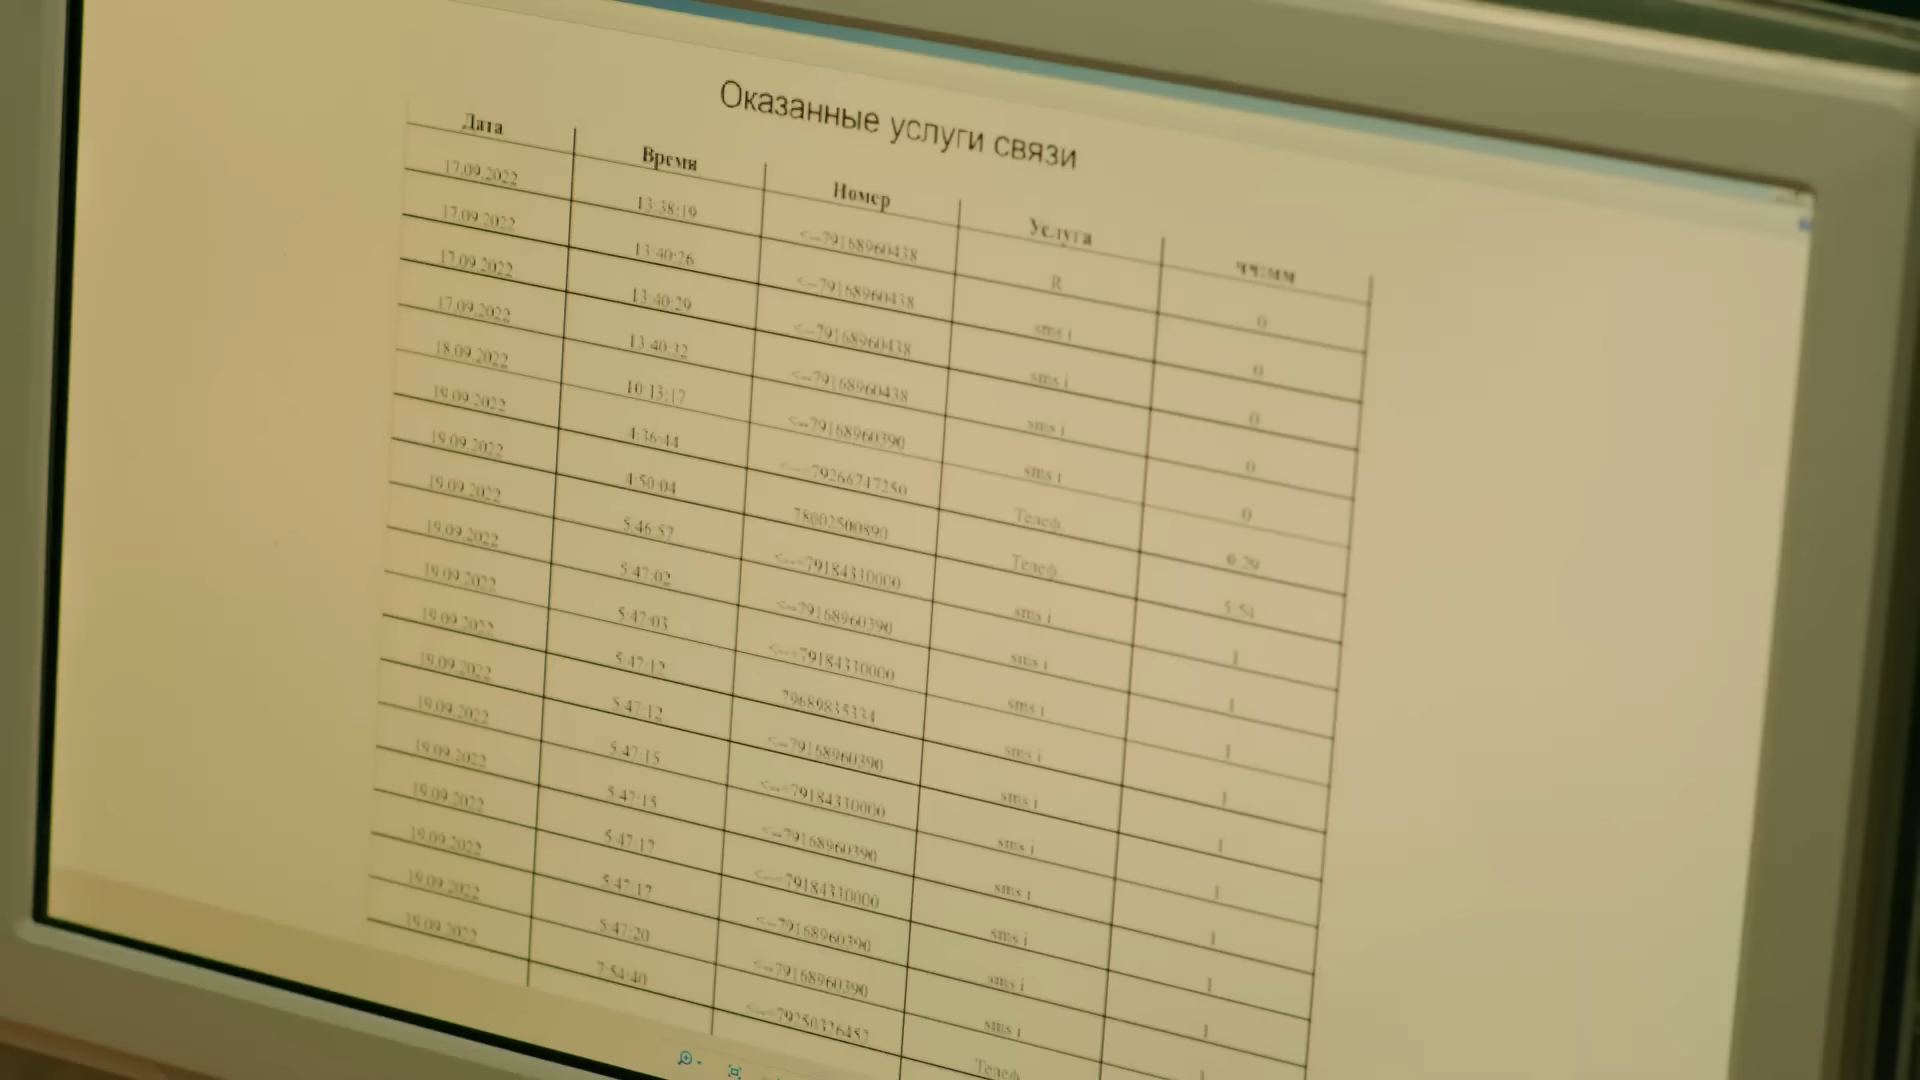 Оказанные услуги связи
Дата Время Номер Услуга чч:мм
17.09.2022 13:38:19 <--79168960438 R 0
17.09.2022 13:40:26 <--79168960438 sms i 0
17.09.2022 13:40:29 <--79168960438 sms i 0
17.09.2022 13:40:32 <--79168960438 sms i 0
18.09.2022 10:13:17 <--79168960390 sms i 0
19.09.2022 4:36:44 <--79266747250 Телеф. 0:29
19.09.2022 4:50:04 78002500890 Телеф. 5:54
19.09.2022 5:46:57 <--79184330000 sms i 1
19.09.2022 5:47:02 <--79168960390 sms i 1
19.09.2022 5:47:03 <--79184330000 sms i 1
19.09.2022 5:47:12 79689835334 sms i 1
19.09.2022 5:47:12 <--79168960390 sms i 1
19.09.2022 5:47:15 <--79184330000 sms i 1
19.09.2022 5:47:15 <--79168960390 sms i 1
19.09.2022 5:47:17 <--79184330000 sms i 1
19.09.2022 5:47:17 <--79168960390 sms i 1
19.09.2022 5:47:20 <--79168960390 sms i 1
19.09.2022 7:54:40 <--79250326452 Телеф.